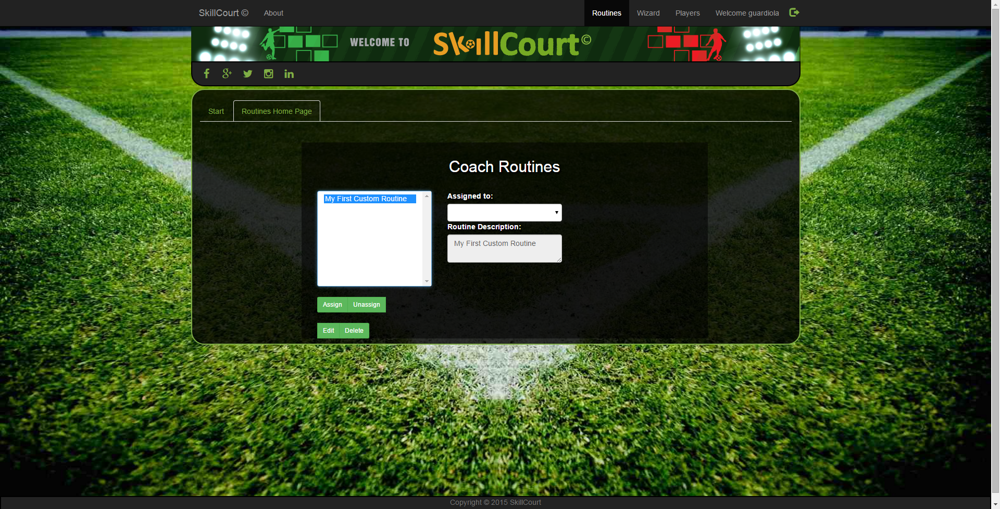 SkillCourt © About Routines Wizard Players Welcome guardiola
WELCOME TO SkillCourt©
Start Routines Home Page
Coach Routines
My First Custom Routine
Assigned to:
Routine Description:
My First Custom Routine
Assign Unassign
Edit Delete
Copyright © 2015 SkillCourt